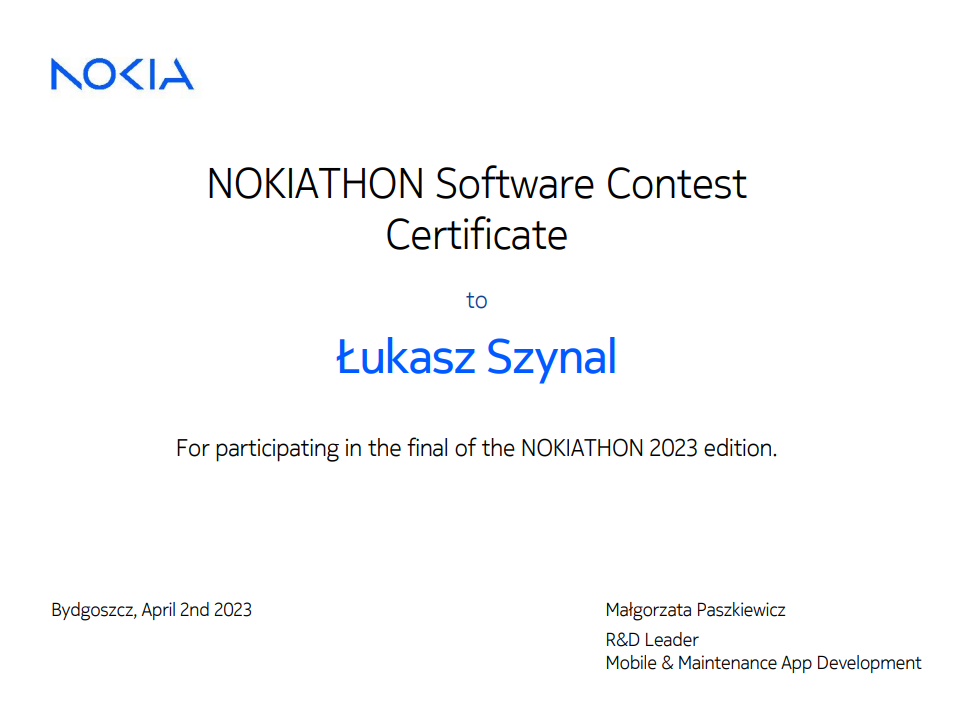 NOKIA
NOKIATHON Software Contest
Certificate
to
Łukasz Szynal
For participating in the final of the NOKIATHON 2023 edition.
Bydgoszcz, April 2nd 2023
Małgorzata Paszkiewicz
R&D Leader
Mobile & Maintenance App Development